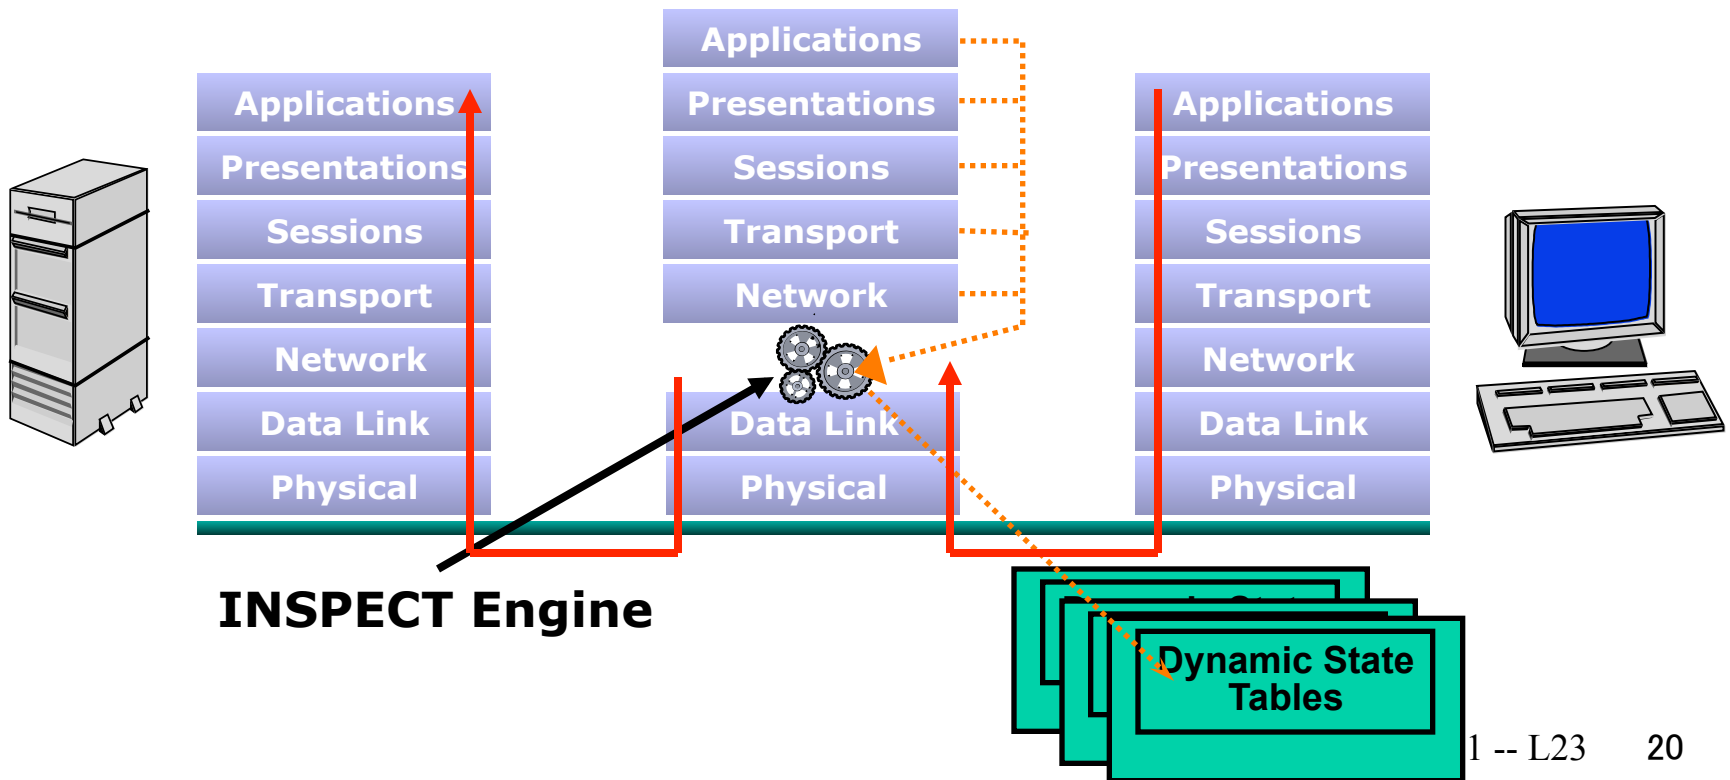 Applications
Presentations
Sessions
Transport
Network
Data Link
Physical
Applications
Presentations
Sessions
Transport
Network
Data Link
Physical
Applications
Presentations
Sessions
Transport
Network
Data Link
Physical
INSPECT Engine
Dynamic State
Tables
1 -- L23
20